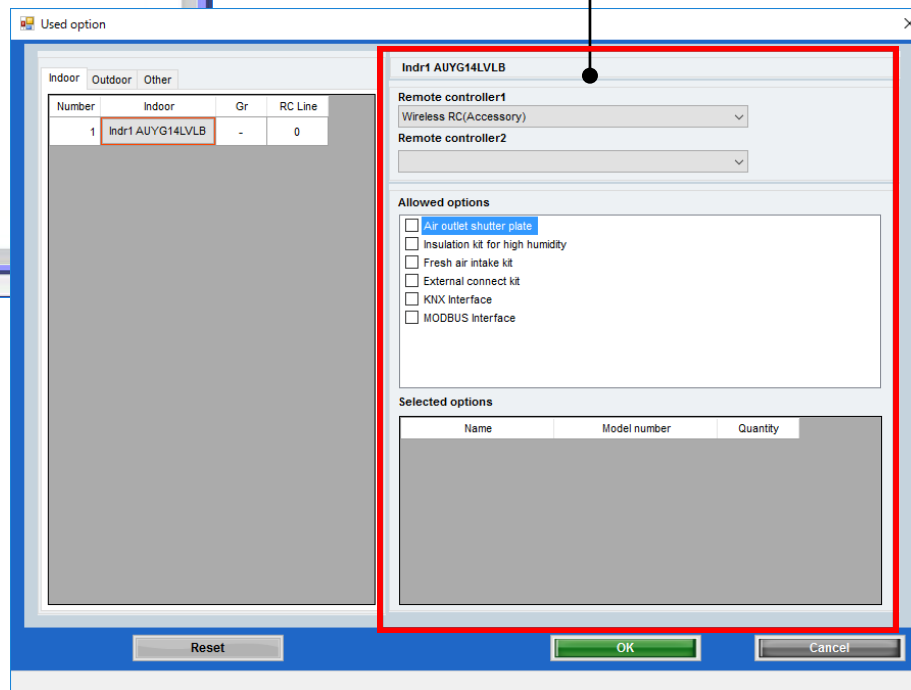 Used option
Indoor Outdoor Other
Number Indoor Gr RC Line
1 Indr1 AUYG14LVLB - 0
Indr1 AUYG14LVLB
Remote controller1
Wireless RC(Accessory)
Remote controller2
Allowed options
Air outlet shutter plate
Insulation kit for high humidity
Fresh air intake kit
External connect kit
KNX Interface
MODBUS Interface
Selected options
Name Model number Quantity
Reset OK Cancel